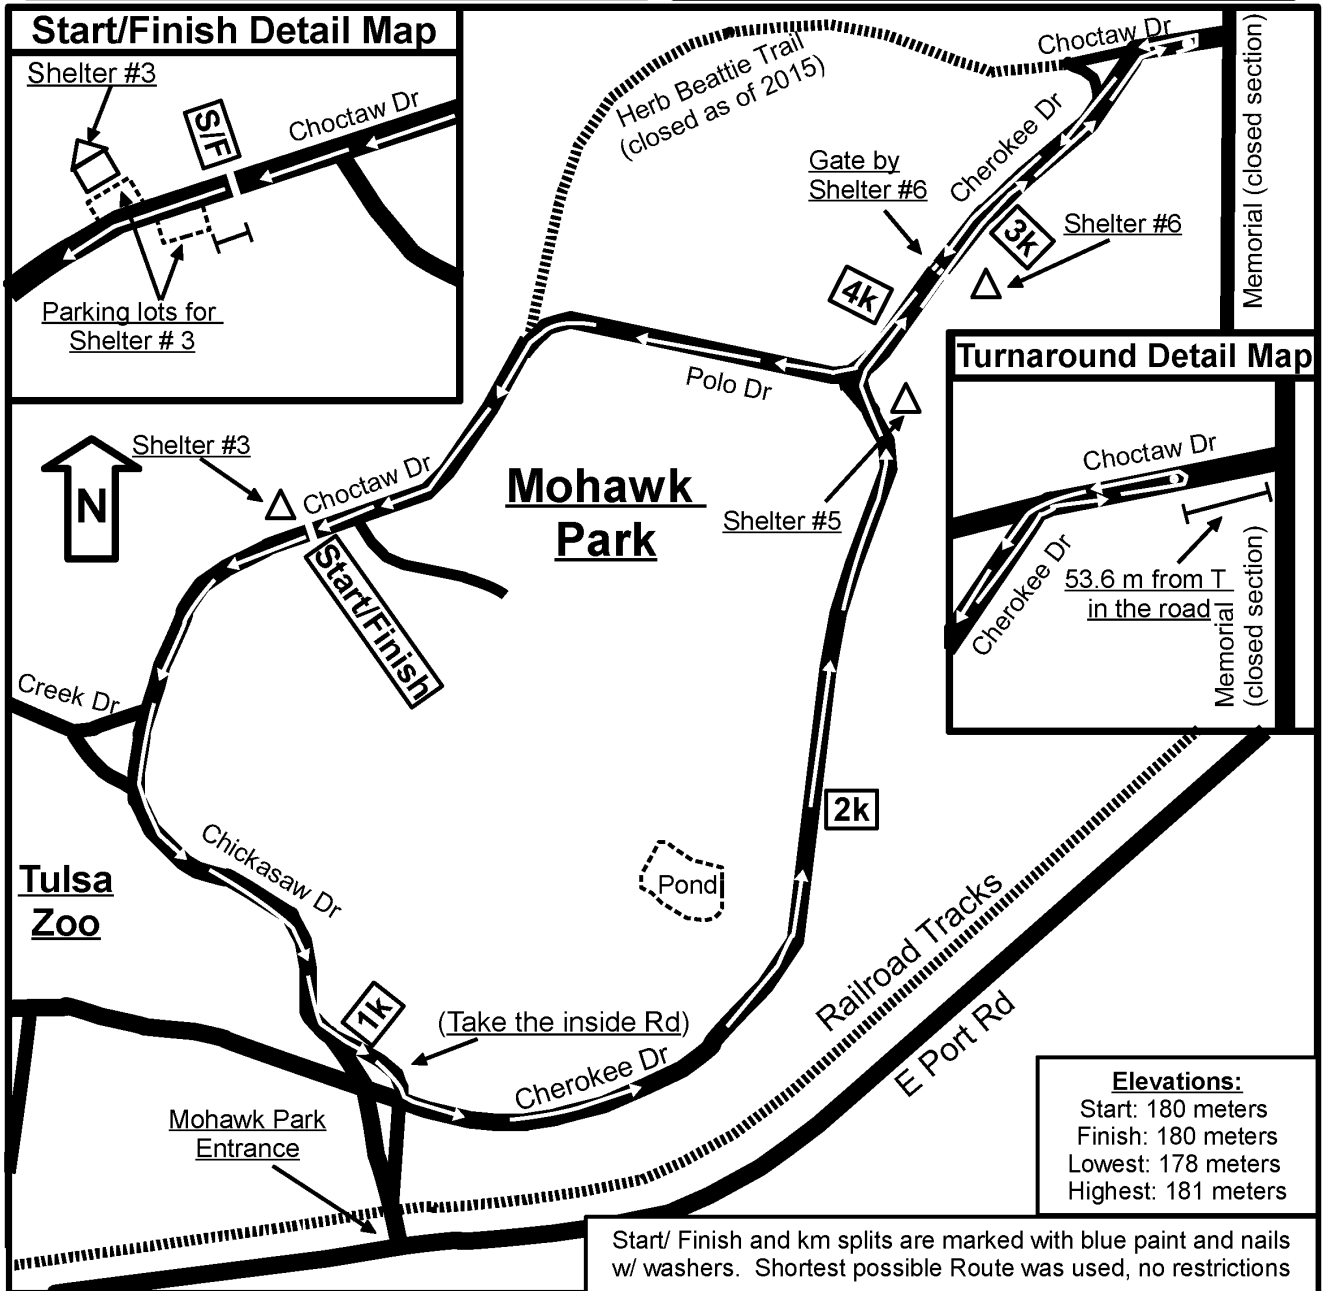 Start/Finish Detail Map
Shelter #3
S/F
Choctaw Dr
Parking lots for
Shelter # 3
Herb Beattie Trail
(closed as of 2015)
Choctaw Dr
Cherokee Dr
Memorial (closed section)
Gate by
Shelter #6
3k
Shelter #6
4k
Polo Dr
Turnaround Detail Map
Choctaw Dr
Cherokee Dr
53.6 m from T
in the road
Memorial
(closed section)
N
Shelter #3
Choctaw Dr
Mohawk
Park
Shelter #5
Start/Finish
Creek Dr
2k
Chickasaw Dr
Tulsa
Zoo
Pond
Railroad Tracks
1k
(Take the inside Rd)
Cherokee Dr
E Port Rd
Mohawk Park
Entrance
Elevations:
Start: 180 meters
Finish: 180 meters
Lowest: 178 meters
Highest: 181 meters
Start/ Finish and km splits are marked with blue paint and nails
w/ washers. Shortest possible Route was used, no restrictions